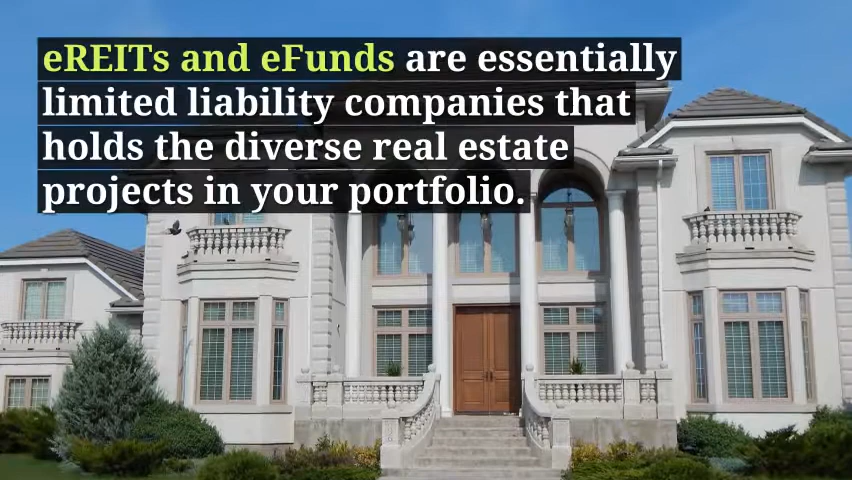 eREITs and eFunds are essentially
limited liability companies that
holds the diverse real estate
projects in your portfolio.